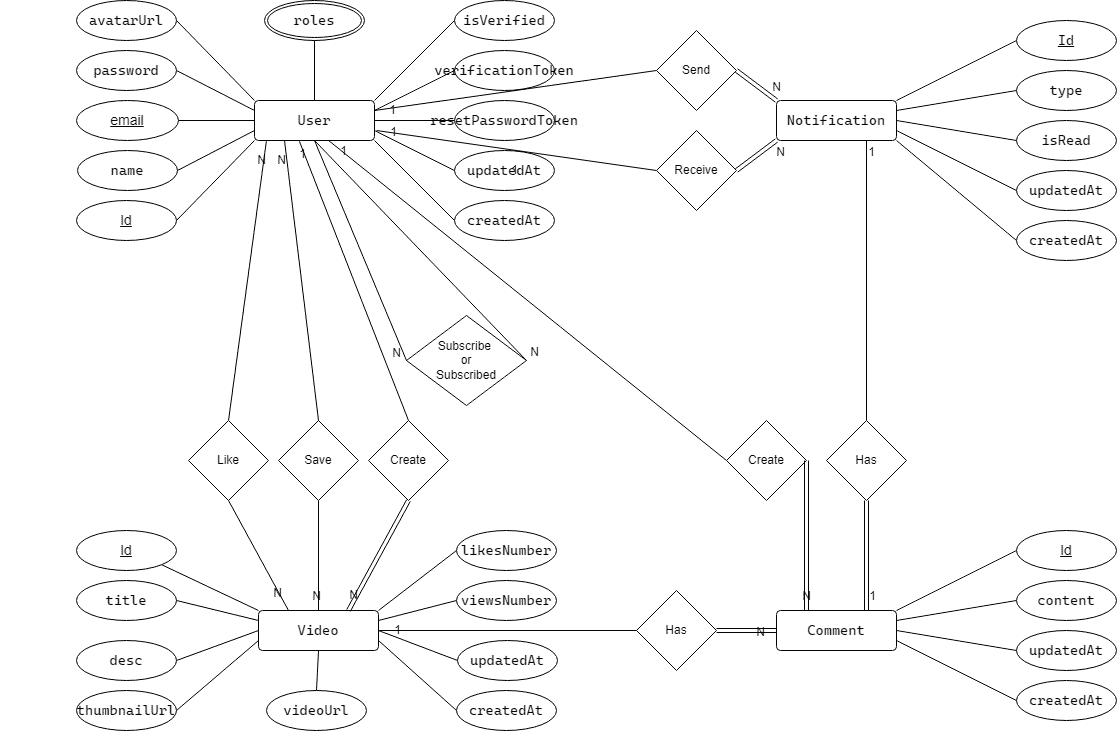 avatarUrl
roles
isVerified
Id
password
verificationToken
Send
type
N
1
email
User
resetPasswordToken
Notification
1
isRead
N
N
1
1
N
1
name
updatedAt
1
Receive
updatedAt
Id
createdAt
createdAt
Subscribe
or
Subscribed
N
N
Like
Save
Create
Create
Has
Id
likesNumber
Id
N
N
N
N
1
title
viewsNumber
content
Video
1
Has
N
Comment
desc
updatedAt
updatedAt
thumbnailUrl
videoUrl
createdAt
createdAt